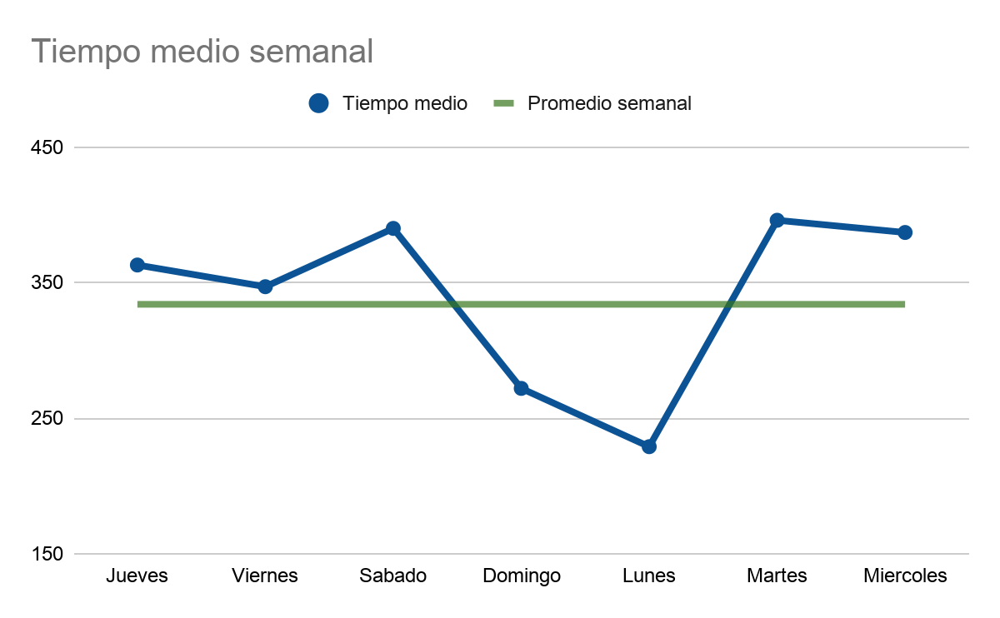 Tiempo medio semanal
Tiempo medio Promedio semanal
450
350
250
150
Jueves Viernes Sabado Domingo Lunes Martes Miercoles